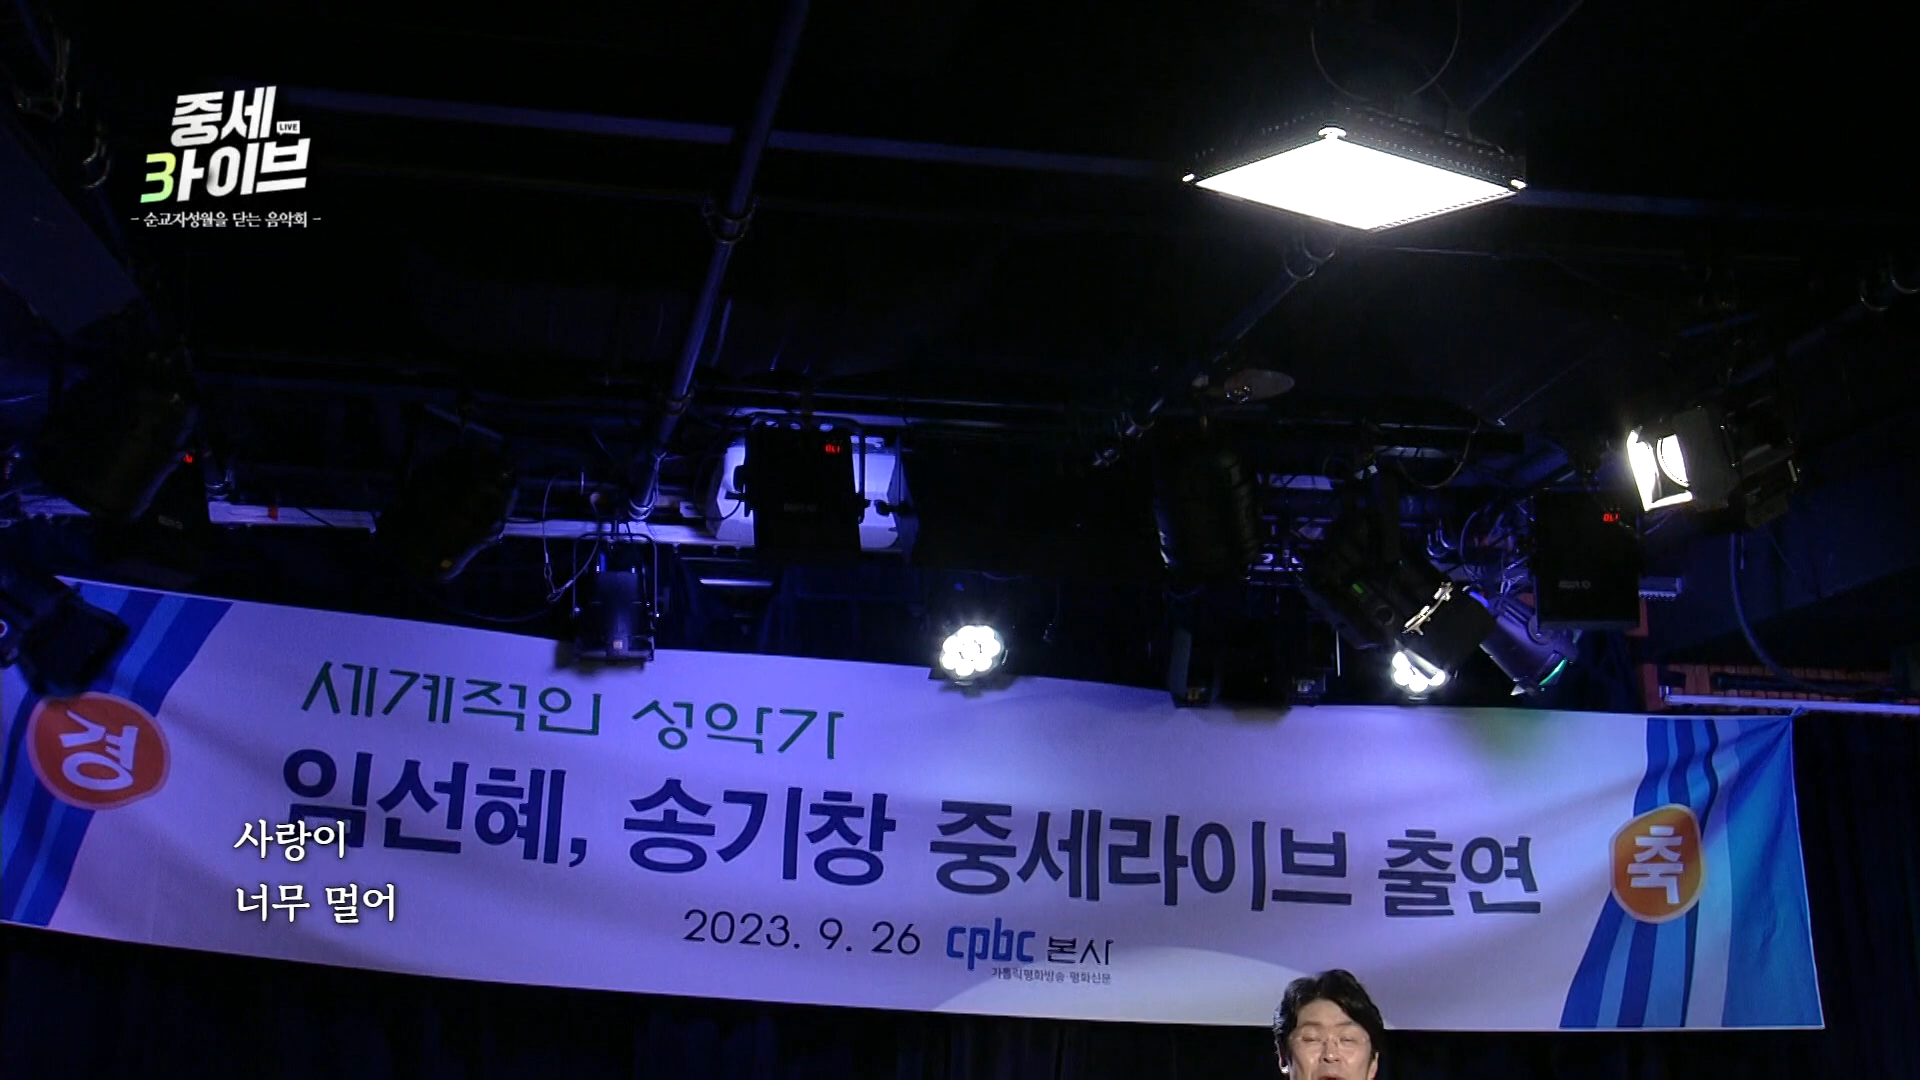 중세
LIVE
라이브
- 순교자성월을 닫는 음악회 -
세계적인 성악가
경
임선혜, 송기창 중세라이브 출연
축
2023. 9. 26 cpbc 본사
가톨릭평화방송·평화신문
사랑이
너무 멀어